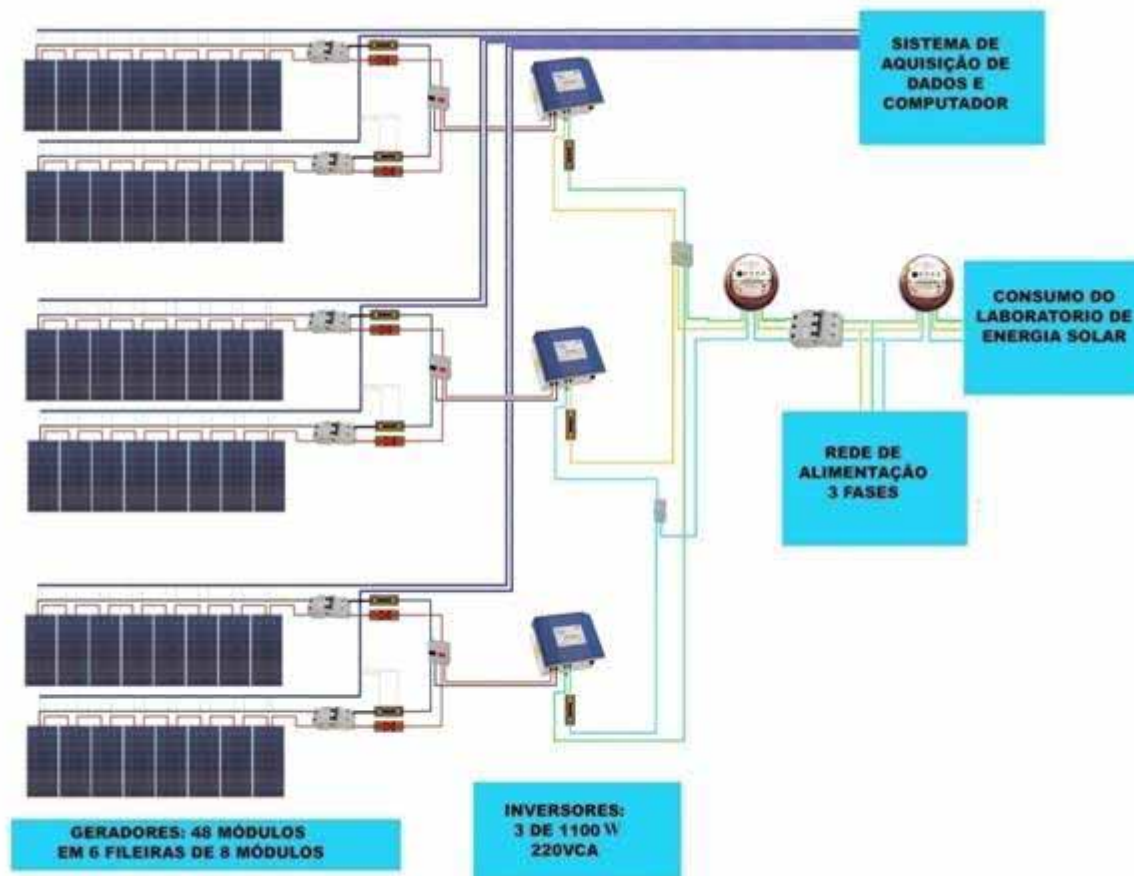 SISTEMA DE
AQUISIÇÃO DE
DADOS E
COMPUTADOR
CONSUMO DO
LABORATORIO DE
ENERGIA SOLAR
REDE DE
ALIMENTAÇÃO
3 FASES
GERADORES: 48 MÓDULOS
EM 6 FILEIRAS DE 8 MÓDULOS
INVERSORES:
3 DE 1100 W
220VCA